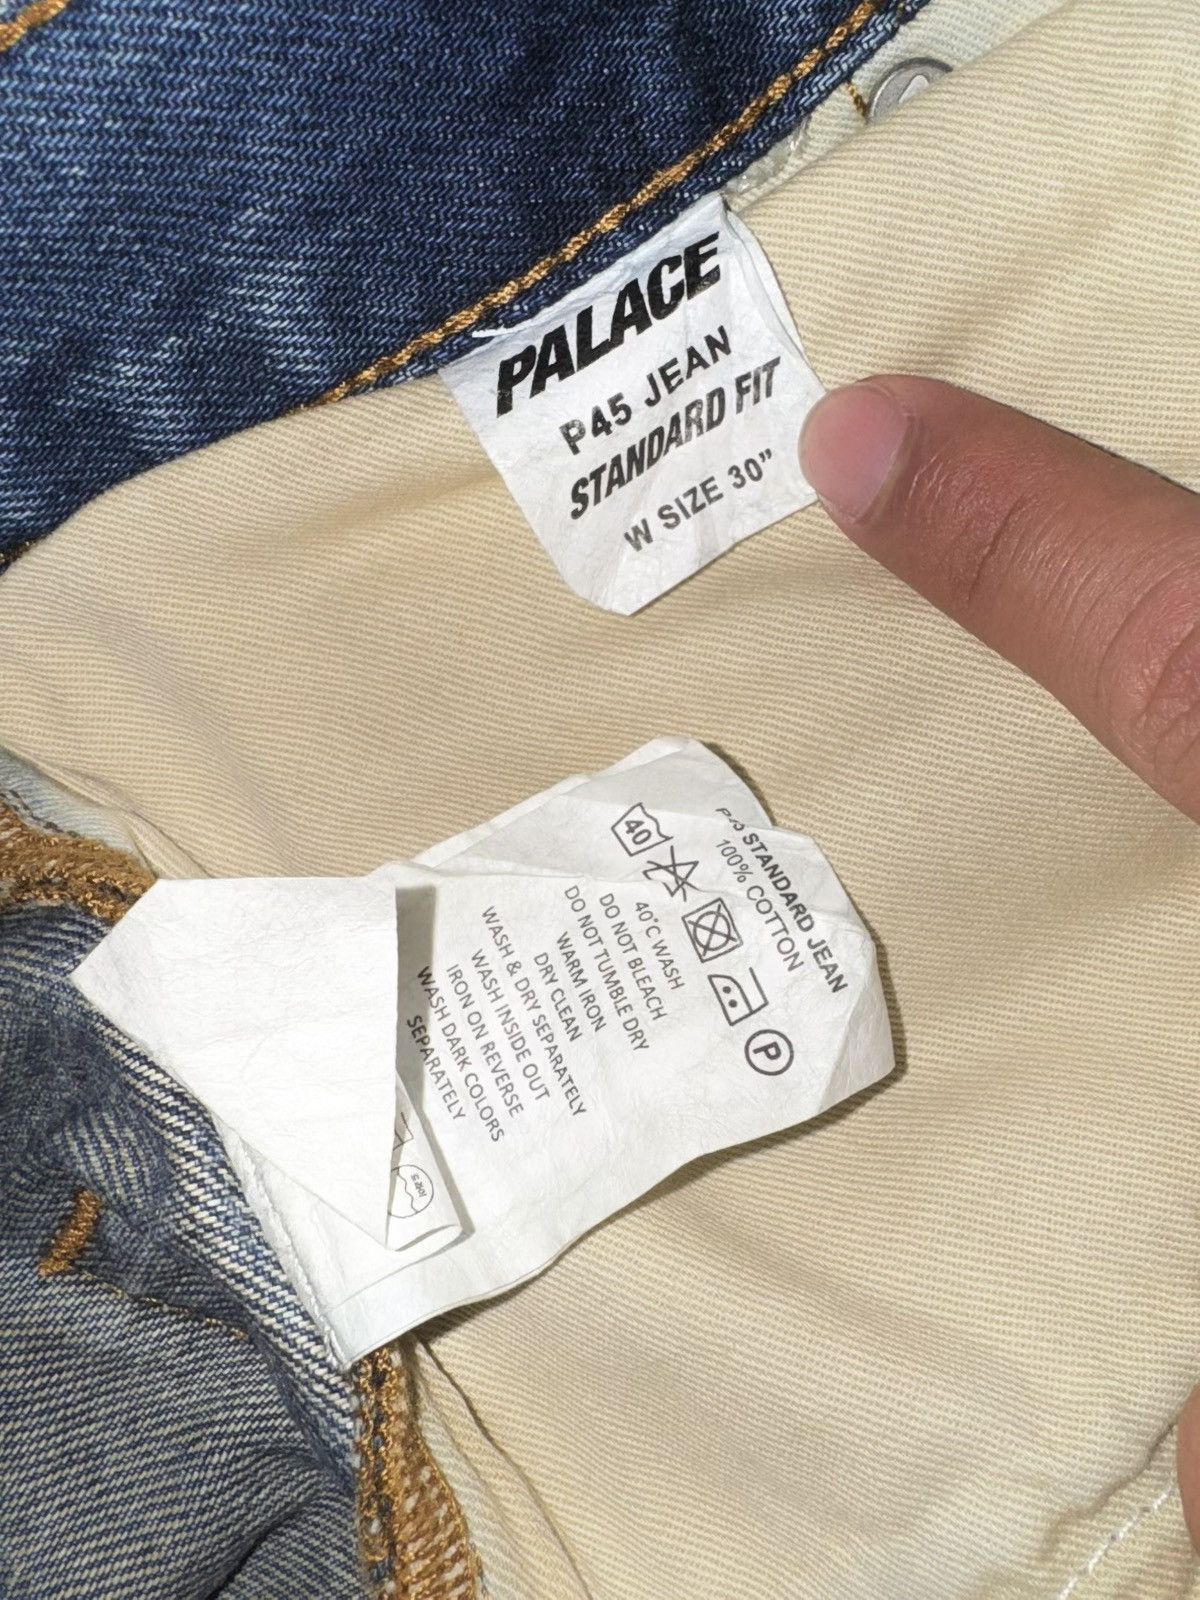 PALACE
P45 JEAN
STANDARD FIT
W SIZE 30"
STANDARD JEAN
100% COTTON
40
P
40°C WASH
DO NOT BLEACH
DO NOT TUMBLE DRY
WARM IRON
DRY CLEAN
WASH & DRY SEPARATELY
WASH INSIDE OUT
IRON ON REVERSE
WASH DARK COLORS
SEPARATELY